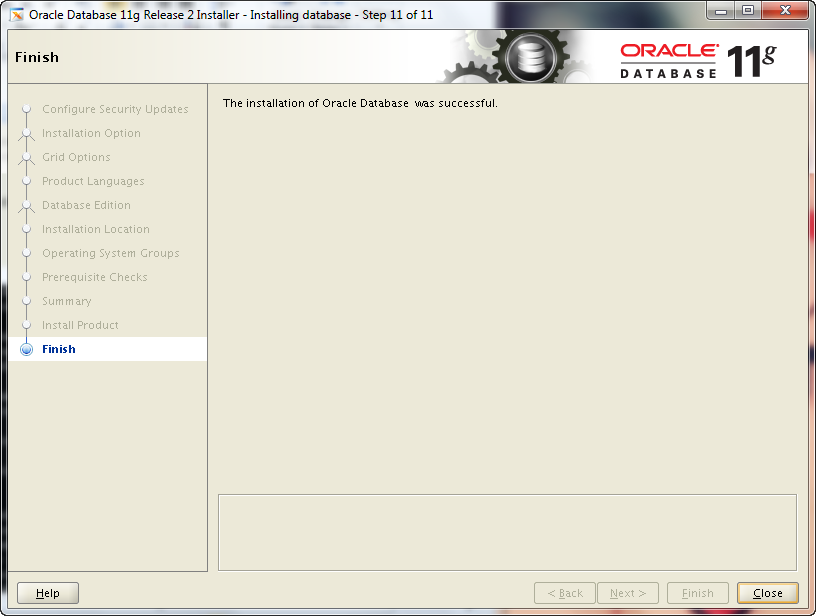 Oracle Database 11g Release 2 Installer - Installing database - Step 11 of 11
Finish
ORACLE
DATABASE 11g
Configure Security Updates
Installation Option
Grid Options
Product Languages
Database Edition
Installation Location
Operating System Groups
Prerequisite Checks
Summary
Install Product
Finish
The installation of Oracle Database was successful.
Help
< Back
Next >
Finish
Close